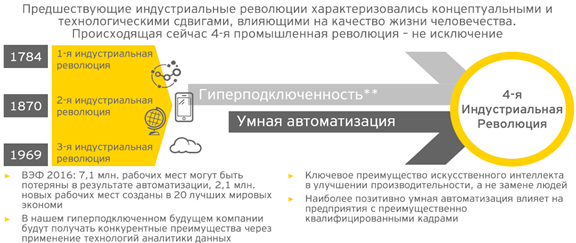 Предшествующие индустриальные революции характеризовались концептуальными и
технологическими сдвигами, влияющими на качество жизни человечества.
Происходящая сейчас 4-я промышленная революция – не исключение
1784
1-я индустриальная
революция
1870
2-я индустриальная
революция
1969
3-я индустриальная
революция
Гиперподключенность**
Умная автоматизация
4-я
Индустриальная
Революция
ВЭФ 2016: 7,1 млн. рабочих мест могут быть
потеряны в результате автоматизации, 2,1 млн.
новых рабочих мест созданы в 20 лучших мировых
экономи
В нашем гиперподключенном будущем компании
будут получать конкурентные преимущества через
применение технологий аналитики данных
Ключевое преимущество искусственного интеллекта
в улучшении производительности, а не замене людей
Наиболее позитивно умная автоматизация влияет на
предприятия с преимущественно
квалифицированными кадрами